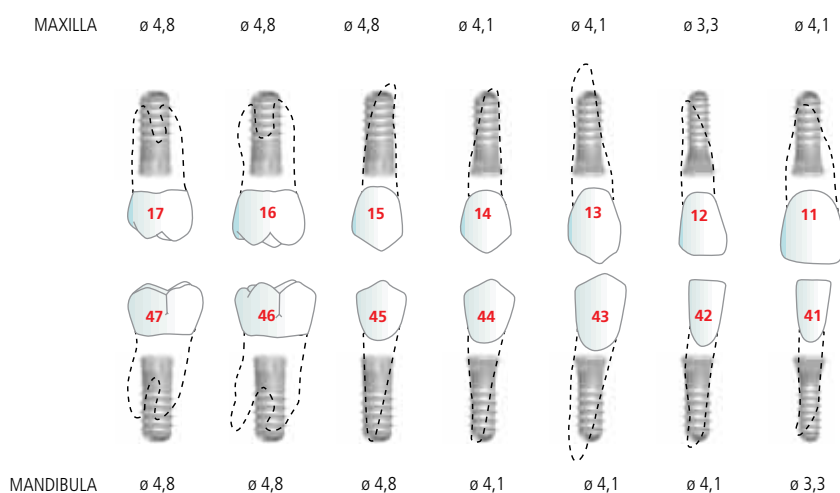 MAXILLA ø 4,8 ø 4,8 ø 4,8 ø 4,1 ø 4,1 ø 3,3 ø 4,1
17 16 15 14 13 12 11
47 46 45 44 43 42 41
MANDIBULA ø 4,8 ø 4,8 ø 4,8 ø 4,1 ø 4,1 ø 4,1 ø 3,3